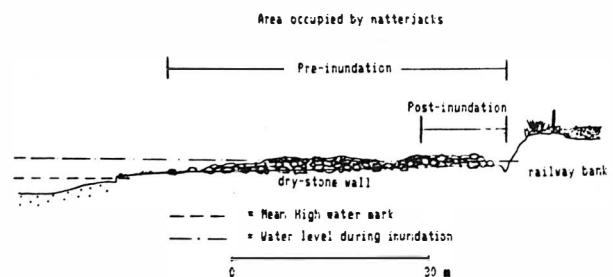 Area occupied by natterjacks
Pre-inundation
Post-inundation
dry-stone wall
railway bank
= Mean High water mark
= Water level during inundation
0 20 m